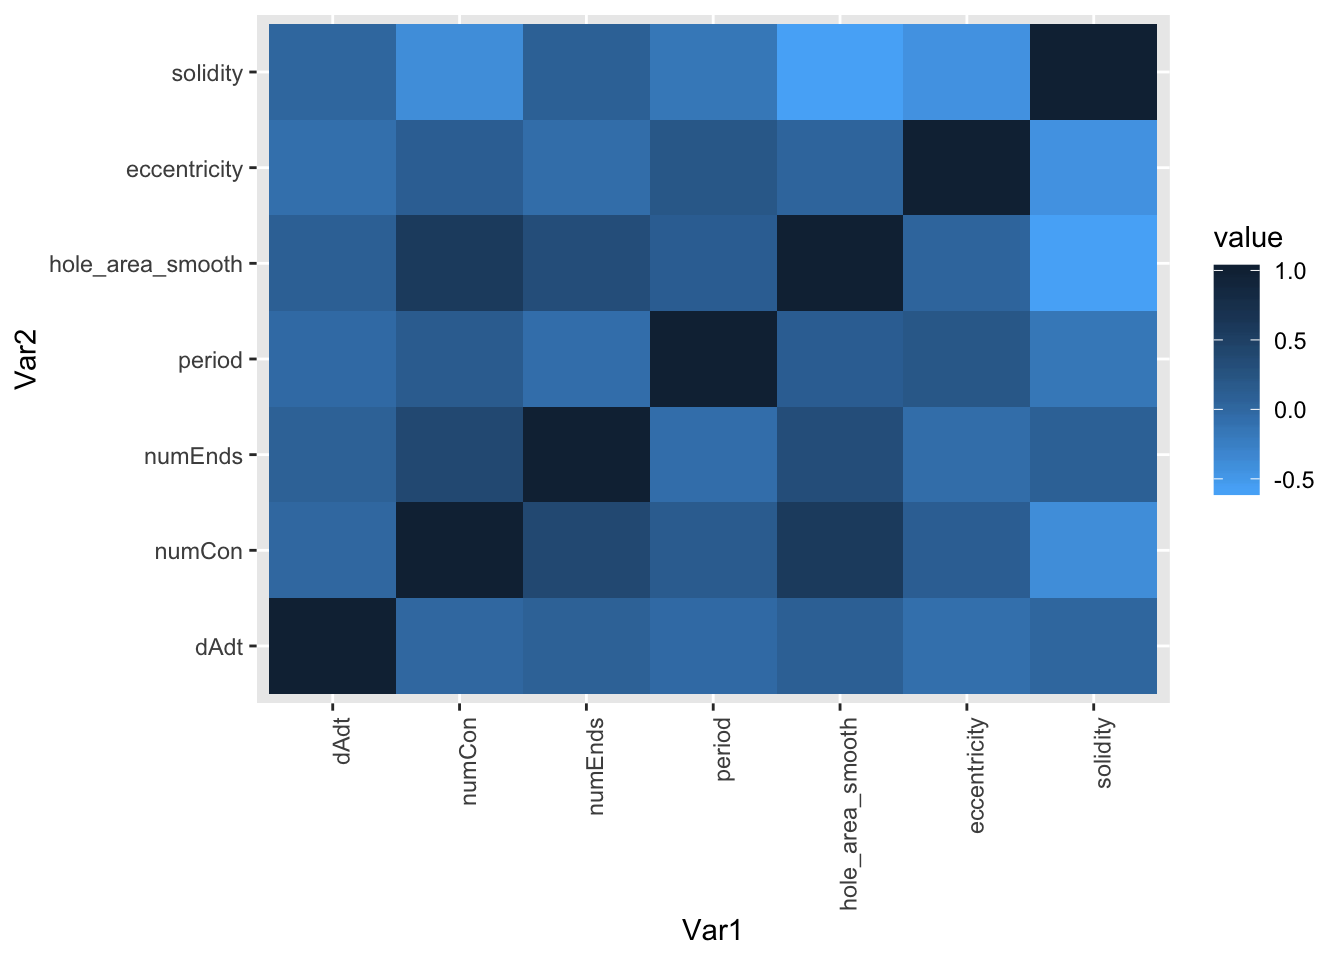 solidity
eccentricity
hole_area_smooth
period
numEnds
numCon
dAdt
Var2
dAdt
numCon
numEnds
period
hole_area_smooth
eccentricity
solidity
Var1
value
1.0
0.5
0.0
-0.5